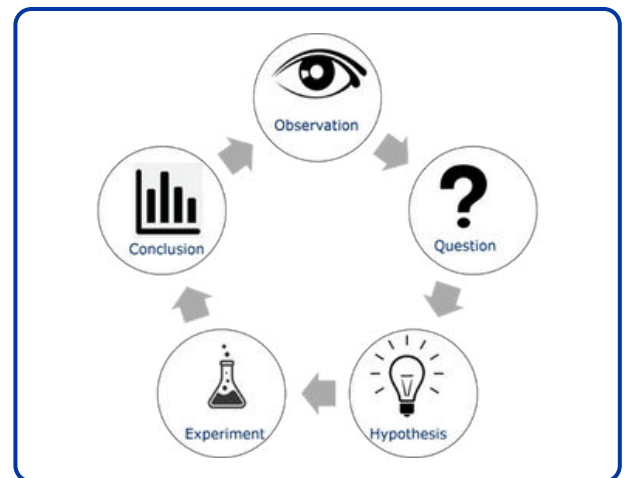 Observation
Question
Hypothesis
Experiment
Conclusion